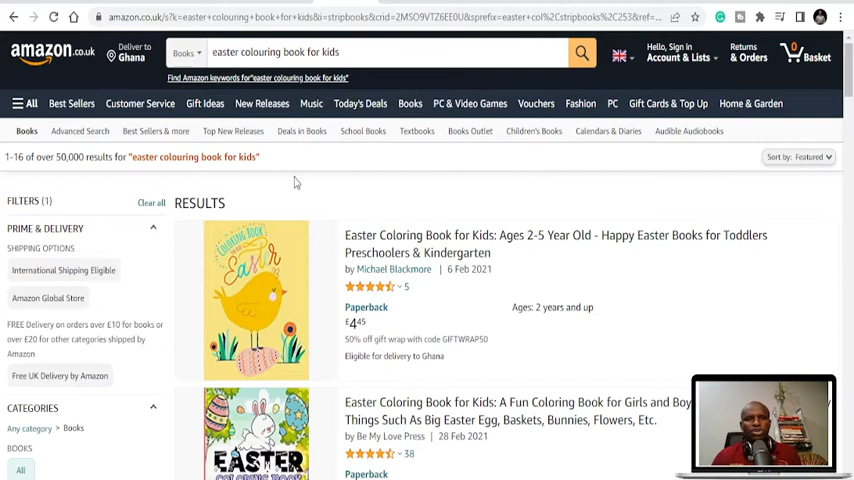 amazon.co.uk/s?k=easter+colouring+book+for+kids&i=stripbooks&crid=2MSO9VTZ6EE0U&sprefix=easter+col%2Cstripbooks%2C253&ref=...
amazon.co.uk
Deliver to
Ghana
Books
easter colouring book for kids
Hello, Sign in
Account & Lists
Returns
& Orders
0
Basket
Find Amazon keywords for"easter colouring book for kids"
All Best Sellers Customer Service Gift Ideas New Releases Music Today's Deals Books PC & Video Games Vouchers Fashion PC Gift Cards & Top Up Home & Garden
Books Advanced Search Best Sellers & more Top New Releases Deals in Books School Books Textbooks Books Outlet Children's Books Calendars & Diaries Audible Audiobooks
1-16 of over 50,000 results for "easter colouring book for kids"
Sort by: Featured
FILTERS (1)
Clear all
PRIME & DELIVERY
SHIPPING OPTIONS
International Shipping Eligible
Amazon Global Store
FREE Delivery on orders over £10 for books or
over £20 for other categories shipped by
Amazon
Free UK Delivery by Amazon
CATEGORIES
Any category > Books
BOOKS
All
RESULTS
COLORING BOOK
Easter
Easter Coloring Book for Kids: Ages 2-5 Year Old - Happy Easter Books for Toddlers
Preschoolers & Kindergarten
by Michael Blackmore | 6 Feb 2021
5
Paperback
£4.45
50% off gift wrap with code GIFTWRAP50
Eligible for delivery to Ghana
Ages: 2 years and up
EASTER
COLORING BOOK
Easter Coloring Book for Kids: A Fun Coloring Book for Girls and Boy
Things Such As Big Easter Egg, Baskets, Bunnies, Flowers, Etc.
by Be My Love Press | 28 Feb 2021
38
Paperback